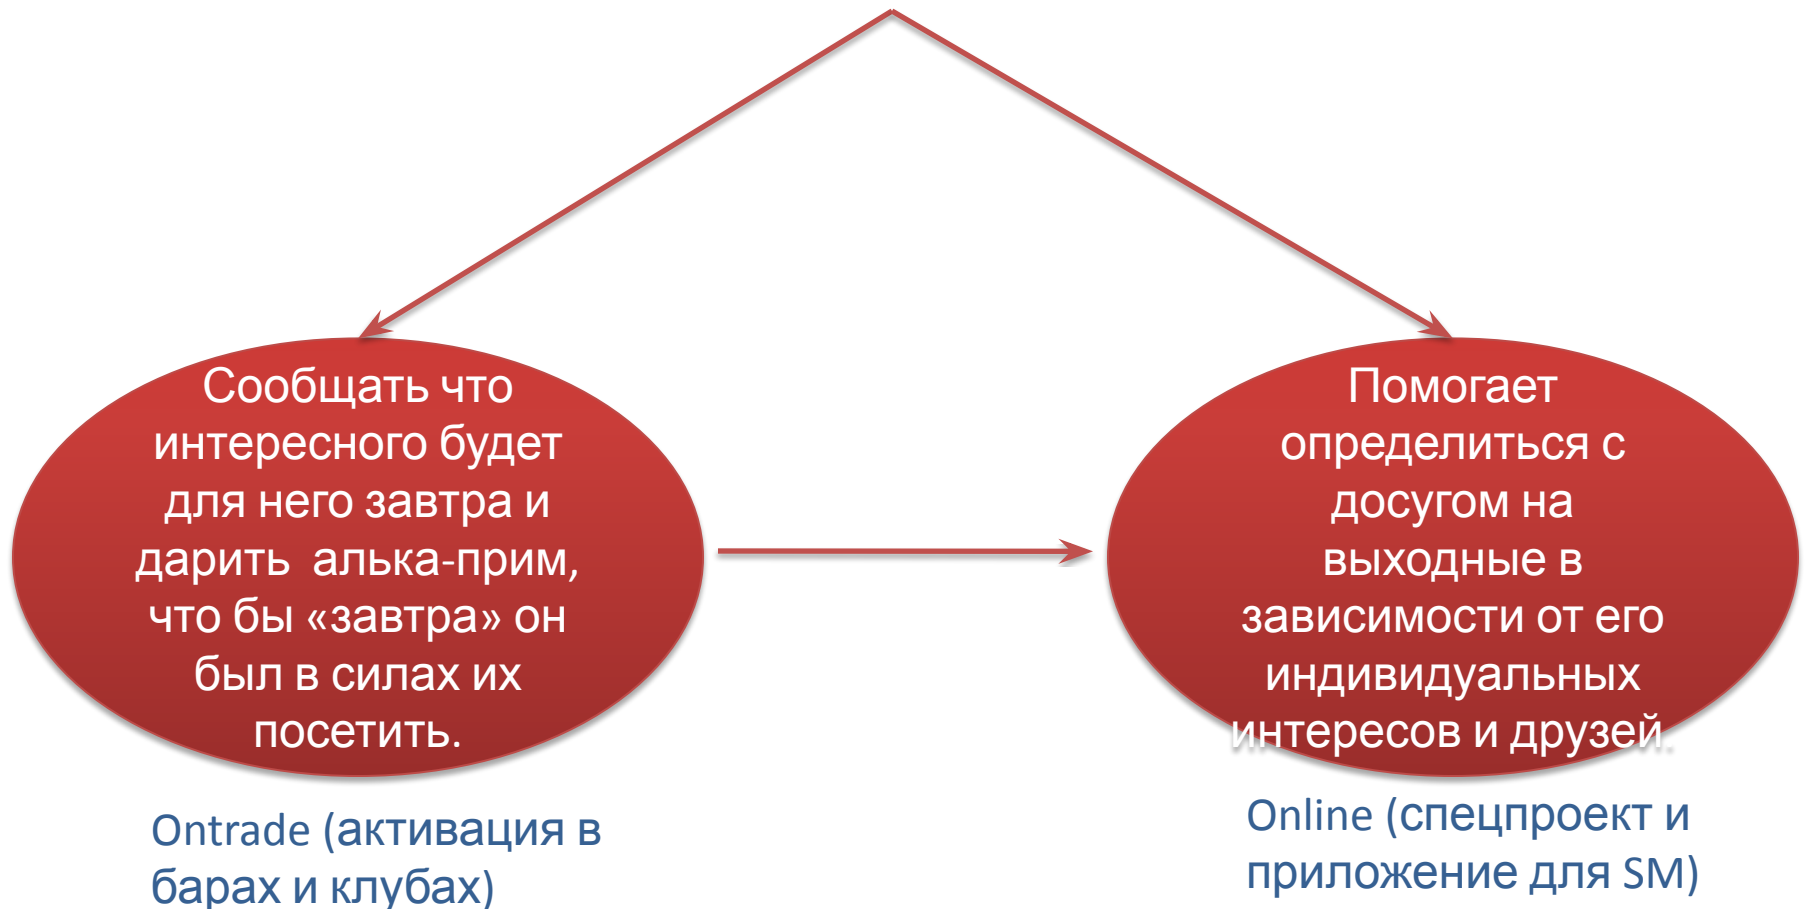 Сообщать что
интересного будет
для него завтра и
дарить алька-прим,
что бы «завтра» он
был в силах их
посетить.
Ontrade (активация в
барах и клубах)
Помогает
определиться с
досугом на
выходные в
зависимости от его
индивидуальных
интересов и друзей.
Online (спецпроект и
приложение для SM)